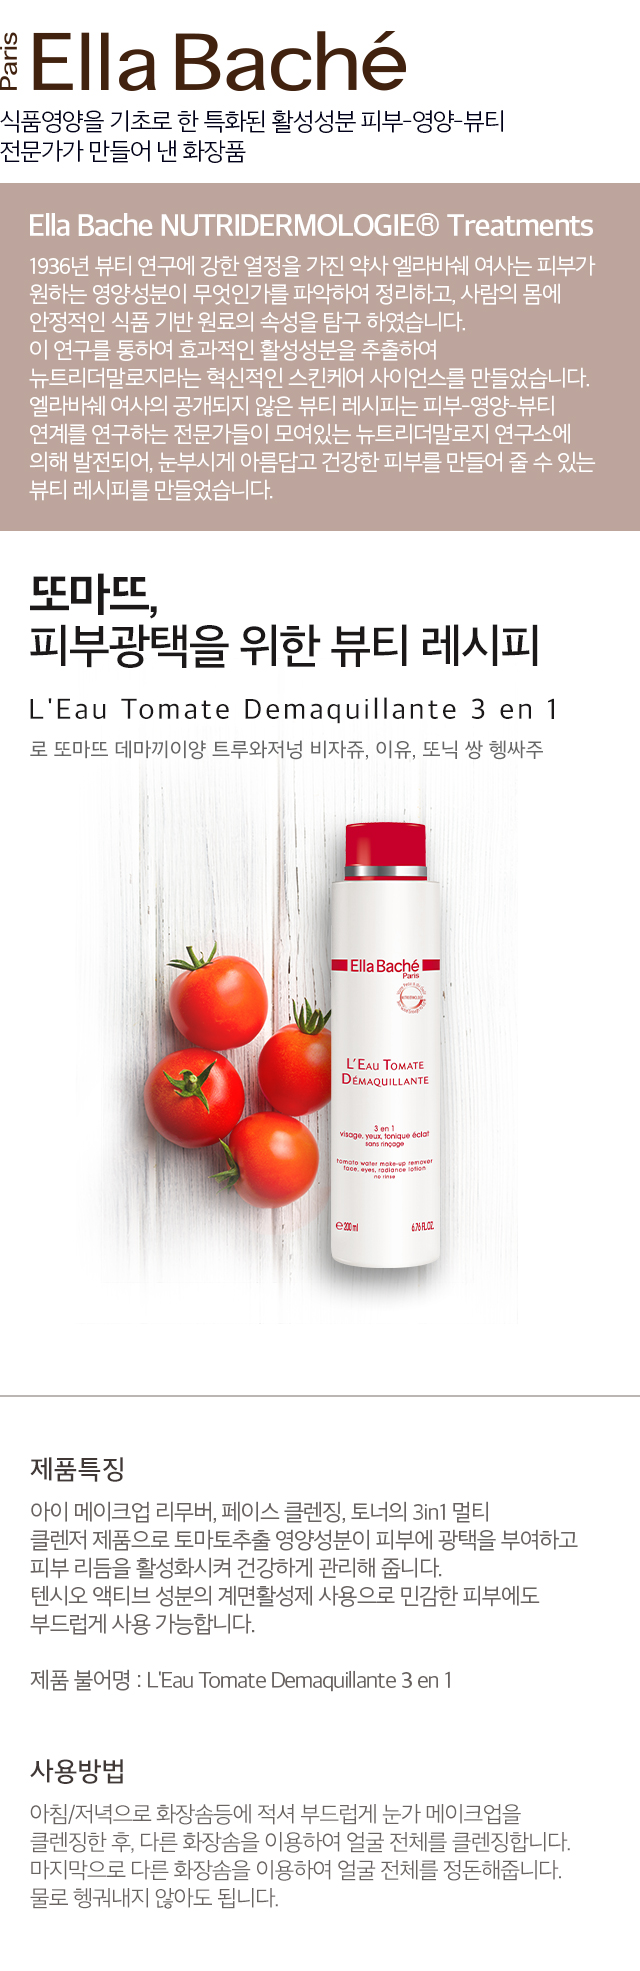 Paris
Ella Baché
식품영양을 기초로 한 특화된 활성성분 피부-영양-뷰티
전문가가 만들어 낸 화장품
Ella Bache NUTRIDERMOLOGIE® Treatments
1936년 뷰티 연구에 강한 열정을 가진 약사 엘라바쉐 여사는 피부가
원하는 영양성분이 무엇인가를 파악하여 정리하고, 사람의 몸에
안정적인 식품 기반 원료의 속성을 탐구 하였습니다.
이 연구를 통하여 효과적인 활성성분을 추출하여
뉴트리더말로지라는 혁신적인 스킨케어 사이언스를 만들었습니다.
엘라바쉐 여사의 공개되지 않은 뷰티 레시피는 피부-영양-뷰티
연계를 연구하는 전문가들이 모여있는 뉴트리더말로지 연구소에
의해 발전되어, 눈부시게 아름답고 건강한 피부를 만들어 줄 수 있는
뷰티 레시피를 만들었습니다.
또마뜨,
피부광택을 위한 뷰티 레시피
L'Eau Tomate Demaquillante 3 en 1
로 또마뜨 데마끼이양 트루와저넝 비자쥬, 이유, 또닉 쌍 헹싸주
Ella Baché
Paris
L'EAU TOMATE
DÉMAQUILLANTE
3 en 1
visage, yeux, tonique éclat
sans rinçage
tomato water make-up remover
face, eyes, radiance lotion
no rinse
e 200 ml 6.76 FL.OZ.
제품특징
아이 메이크업 리무버, 페이스 클렌징, 토너의 3in1 멀티
클렌저 제품으로 토마토추출 영양성분이 피부에 광택을 부여하고
피부 리듬을 활성화시켜 건강하게 관리해 줍니다.
텐시오 액티브 성분의 계면활성제 사용으로 민감한 피부에도
부드럽게 사용 가능합니다.
제품 불어명 : L'Eau Tomate Demaquillante 3 en 1
사용방법
아침/저녁으로 화장솜등에 적셔 부드럽게 눈가 메이크업을
클렌징한 후, 다른 화장솜을 이용하여 얼굴 전체를 클렌징합니다.
마지막으로 다른 화장솜을 이용하여 얼굴 전체를 정돈해줍니다.
물로 헹궈내지 않아도 됩니다.